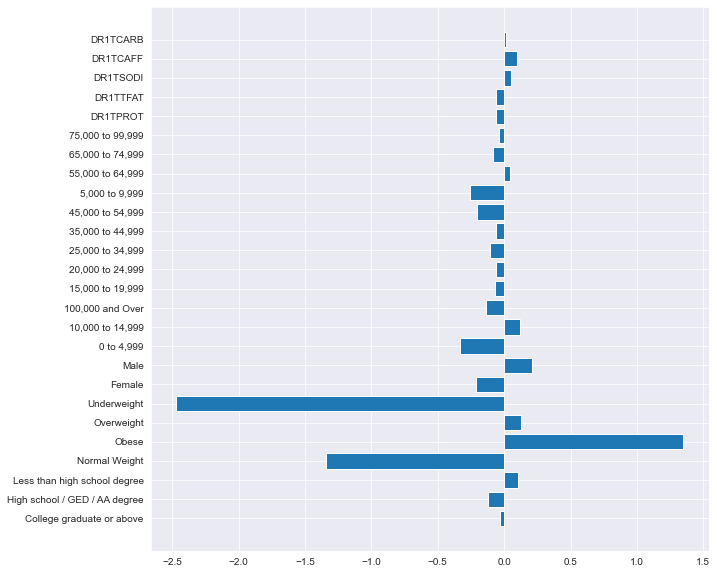 DR1TCARB
DR1TCAFF
DR1TSODI
DR1TTFAT
DR1TPROT
75,000 to 99,999
65,000 to 74,999
55,000 to 64,999
5,000 to 9,999
45,000 to 54,999
35,000 to 44,999
25,000 to 34,999
20,000 to 24,999
15,000 to 19,999
100,000 and Over
10,000 to 14,999
0 to 4,999
Male
Female
Underweight
Overweight
Obese
Normal Weight
Less than high school degree
High school / GED / AA degree
College graduate or above
−2.5 −2.0 −1.5 −1.0 −0.5 0.0 0.5 1.0 1.5